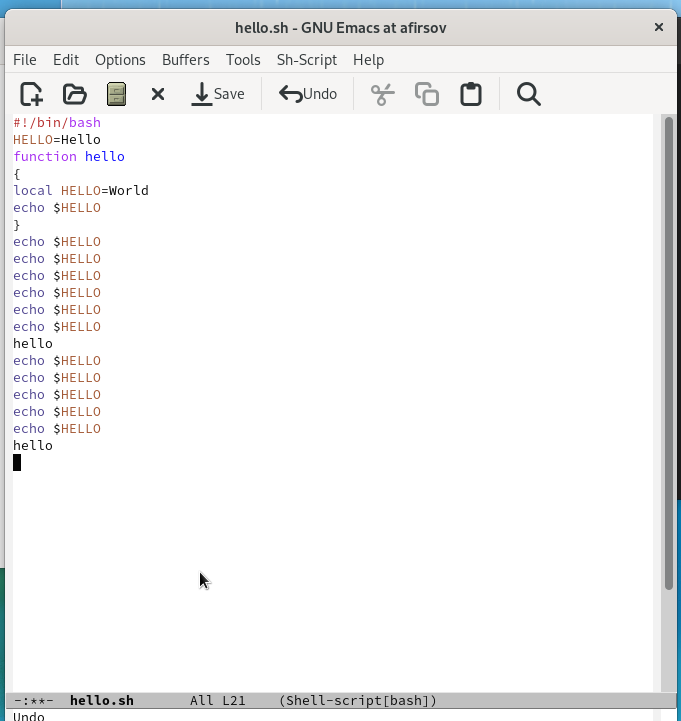 hello.sh - GNU Emacs at afirsov
File Edit Options Buffers Tools Sh-Script Help
Save Undo
#!/bin/bash
HELLO=Hello
function hello
{
local HELLO=World
echo $HELLO
}
echo $HELLO
echo $HELLO
echo $HELLO
echo $HELLO
echo $HELLO
echo $HELLO
hello
echo $HELLO
echo $HELLO
echo $HELLO
echo $HELLO
echo $HELLO
hello
-:**- hello.sh All L21 (Shell-script[bash])
Undo